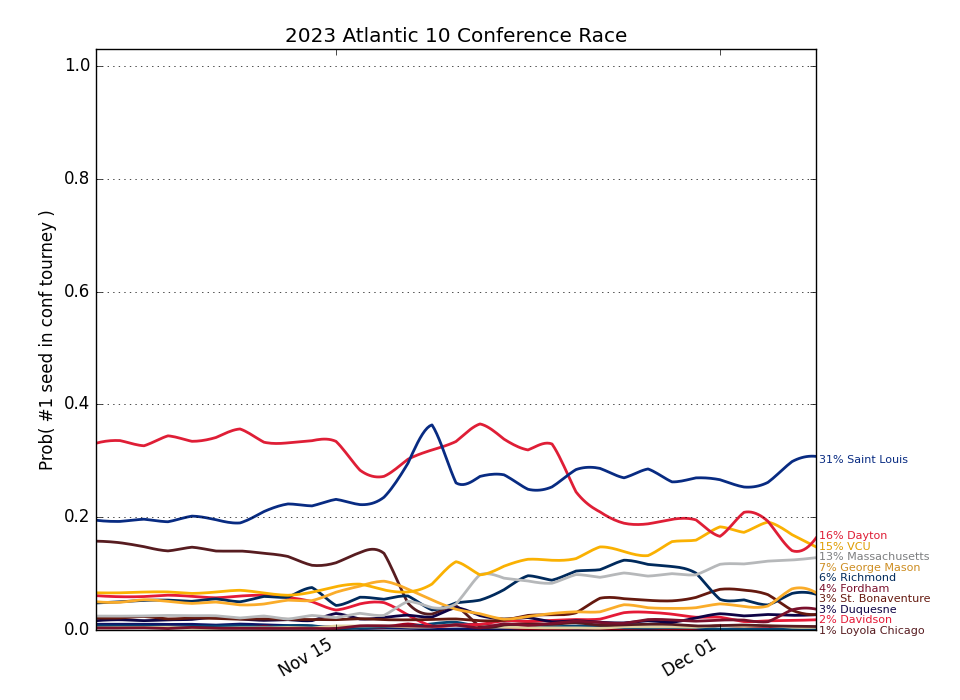 2023 Atlantic 10 Conference Race
Prob( #1 seed in conf tourney )
1.0
0.8
0.6
0.4
0.2
0.0
Nov 15
Dec 01
31% Saint Louis
16% Dayton
15% VCU
13% Massachusetts
7% George Mason
6% Richmond
4% Fordham
3% St. Bonaventure
3% Duquesne
2% Davidson
1% Loyola Chicago